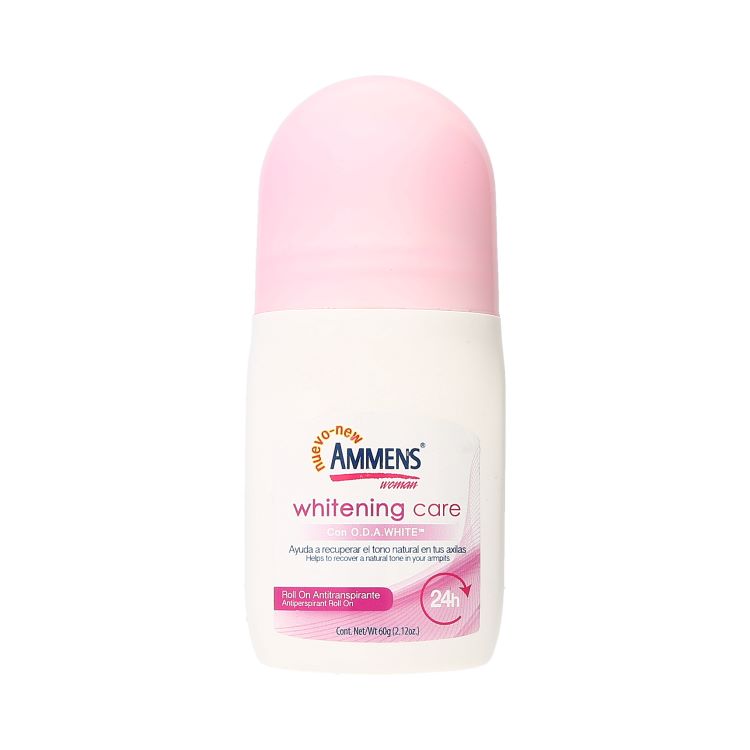 nuevo-new
AMMENS®
woman
whitening care
Con O.D.A.WHITE℠
Ayuda a recuperar el tono natural en tus axilas
Helps to recover a natural tone in your armpits
Roll On Antitranspirante
Antiperspirant Roll On
24h
Cont. Net/Wt 60g (2.12oz.)